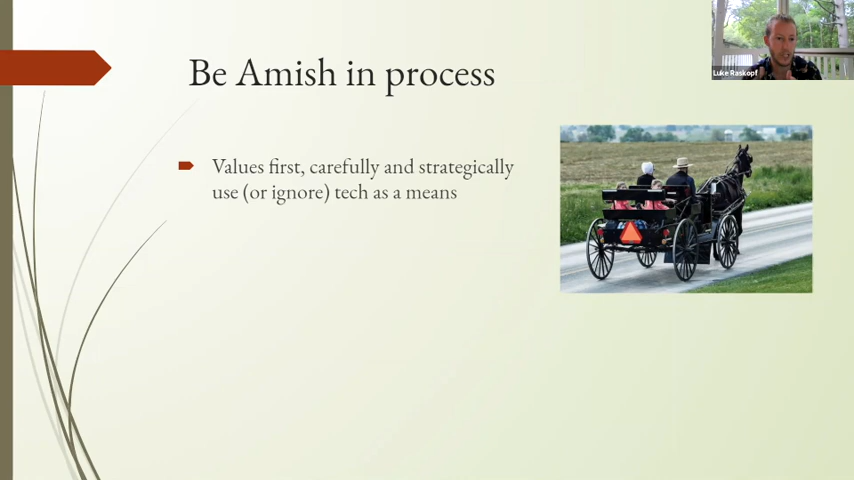 Be Amish in process
Values first, carefully and strategically
use (or ignore) tech as a means
Luke Raskopf